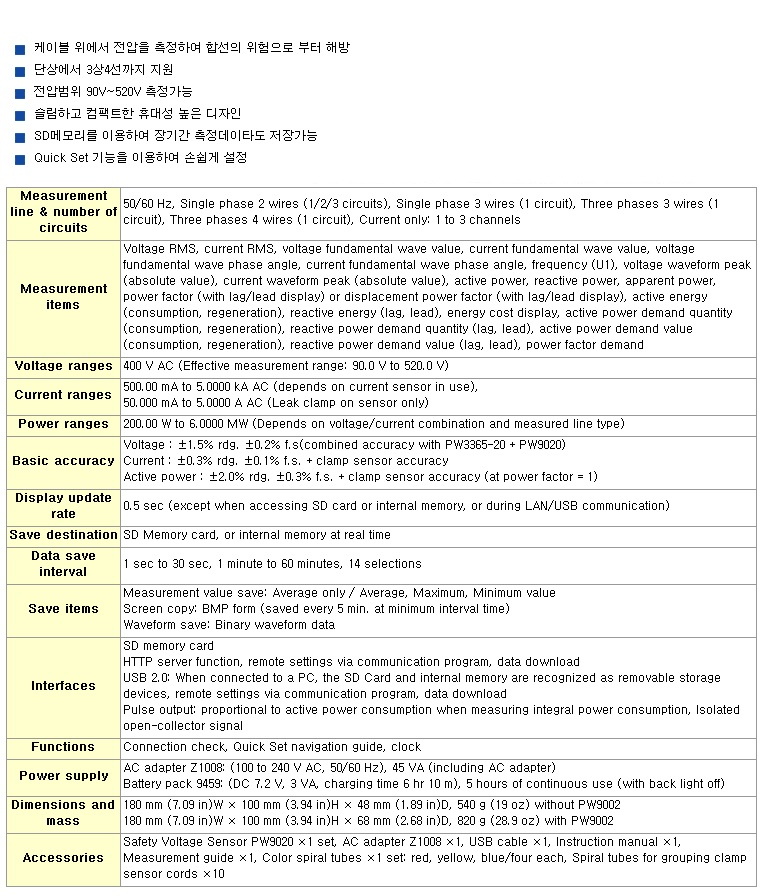 케이블 위에서 전압을 측정하여 합선의 위험으로 부터 해방
단상에서 3상4선까지 지원
전압범위 90V~520V 측정가능
슬림하고 컴팩트한 휴대성 높은 디자인
SD메모리를 이용하여 장기간 측정데이타도 저장가능
Quick Set 기능을 이용하여 손쉽게 설정
Measurement
line & number of
circuits
50/60 Hz, Single phase 2 wires (1/2/3 circuits), Single phase 3 wires (1 circuit), Three phases 3 wires (1
circuit), Three phases 4 wires (1 circuit), Current only: 1 to 3 channels
Measurement
items
Voltage RMS, current RMS, voltage fundamental wave value, current fundamental wave value, voltage
fundamental wave phase angle, current fundamental wave phase angle, frequency (U1), voltage waveform peak
(absolute value), current waveform peak (absolute value), active power, reactive power, apparent power,
power factor (with lag/lead display) or displacement power factor (with lag/lead display), active energy
(consumption, regeneration), reactive energy (lag, lead), energy cost display, active power demand quantity
(consumption, regeneration), reactive power demand quantity (lag, lead), active power demand value
(consumption, regeneration), reactive power demand value (lag, lead), power factor demand
Voltage ranges
400 V AC (Effective measurement range: 90.0 V to 520.0 V)
Current ranges
500.00 mA to 5.0000 kA AC (depends on current sensor in use),
50.000 mA to 5.0000 A AC (Leak clamp on sensor only)
Power ranges
200.00 W to 6.0000 MW (Depends on voltage/current combination and measured line type)
Basic accuracy
Voltage : ±1.5% rdg. ±0.2% f.s(combined accuracy with PW3365-20 + PW9020)
Current : ±0.3% rdg. ±0.1% f.s. + clamp sensor accuracy
Active power : ±2.0% rdg. ±0.3% f.s. + clamp sensor accuracy (at power factor = 1)
Display update
rate
0.5 sec (except when accessing SD card or internal memory, or during LAN/USB communication)
Save destination
SD Memory card, or internal memory at real time
Data save
interval
1 sec to 30 sec, 1 minute to 60 minutes, 14 selections
Save items
Measurement value save: Average only / Average, Maximum, Minimum value
Screen copy: BMP form (saved every 5 min. at minimum interval time)
Waveform save: Binary waveform data
Interfaces
SD memory card
HTTP server function, remote settings via communication program, data download
USB 2.0: When connected to a PC, the SD Card and internal memory are recognized as removable storage
devices, remote settings via communication program, data download
Pulse output: proportional to active power consumption when measuring integral power consumption, Isolated
open-collector signal
Functions
Connection check, Quick Set navigation guide, clock
Power supply
AC adapter Z1008: (100 to 240 V AC, 50/60 Hz), 45 VA (including AC adapter)
Battery pack 9459: (DC 7.2 V, 3 VA, charging time 6 hr 10 m), 5 hours of continuous use (with back light off)
Dimensions and
mass
180 mm (7.09 in)W × 100 mm (3.94 in)H × 48 mm (1.89 in)D, 540 g (19 oz) without PW9002
180 mm (7.09 in)W × 100 mm (3.94 in)H × 68 mm (2.68 in)D, 820 g (28.9 oz) with PW9002
Accessories
Safety Voltage Sensor PW9020 ×1 set, AC adapter Z1008 ×1, USB cable ×1, Instruction manual ×1,
Measurement guide ×1, Color spiral tubes ×1 set: red, yellow, blue/four each, Spiral tubes for grouping clamp
sensor cords ×10